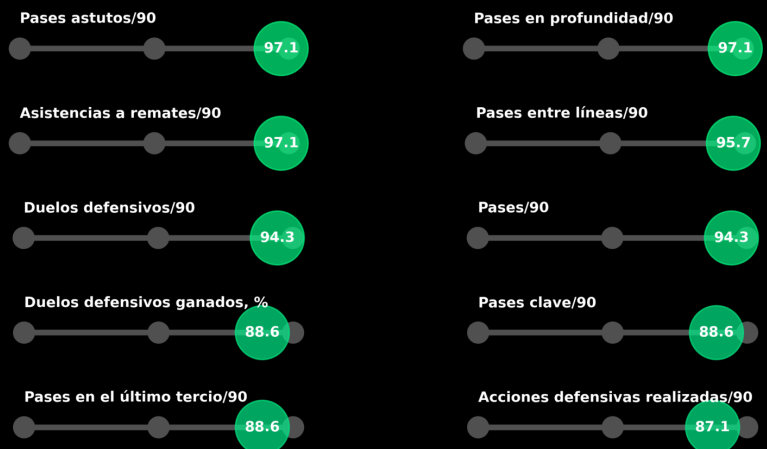 Pases astutos/90
97.1
Pases en profundidad/90
97.1
Asistencias a remates/90
97.1
Pases entre líneas/90
95.7
Duelos defensivos/90
94.3
Pases/90
94.3
Duelos defensivos ganados, %
88.6
Pases clave/90
88.6
Pases en el último tercio/90
88.6
Acciones defensivas realizadas/90
87.1